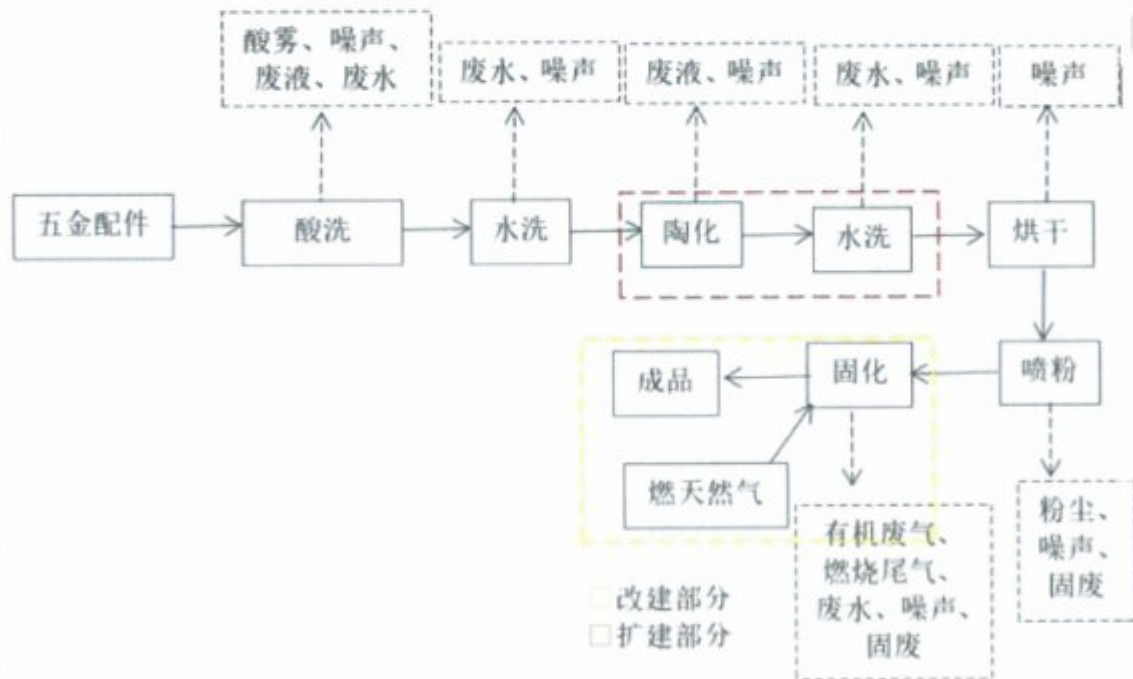 酸雾、噪声、
废液、废水
废水、噪声
废液、噪声
废水、噪声
噪声
五金配件
酸洗
水洗
陶化
水洗
烘干
成品
固化
喷粉
燃天然气
有机废气、
燃烧尾气、
废水、噪声、
固废
粉尘、
噪声、
固废
改建部分
扩建部分